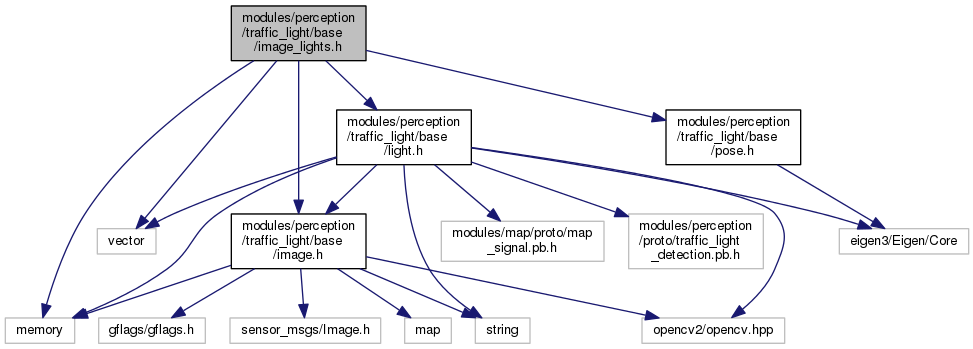 modules/perception
/traffic_light/base
/image_lights.h
modules/perception
/traffic_light/base
/light.h
modules/perception
/traffic_light/base
/pose.h
vector
modules/perception
/traffic_light/base
/image.h
modules/map/proto/map
_signal.pb.h
modules/perception
/proto/traffic_light
_detection.pb.h
eigen3/Eigen/Core
memory
gflags/gflags.h
sensor_msgs/Image.h
map
string
opencv2/opencv.hpp